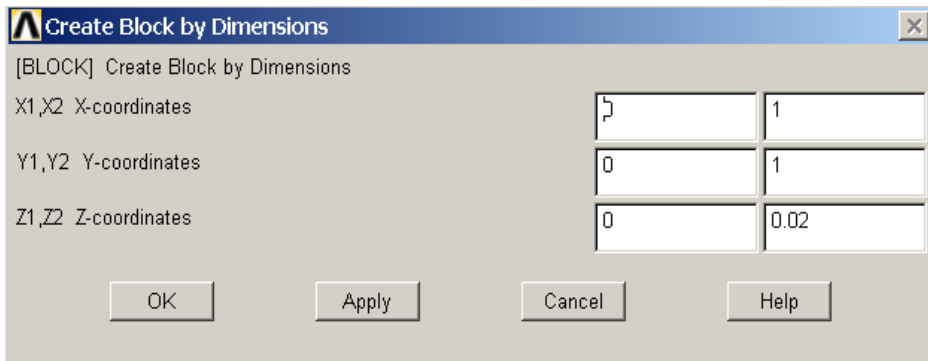 Create Block by Dimensions
[BLOCK] Create Block by Dimensions
X1,X2 X-coordinates 1
Y1,Y2 Y-coordinates 0 1
Z1,Z2 Z-coordinates 0 0.02
OK Apply Cancel Help